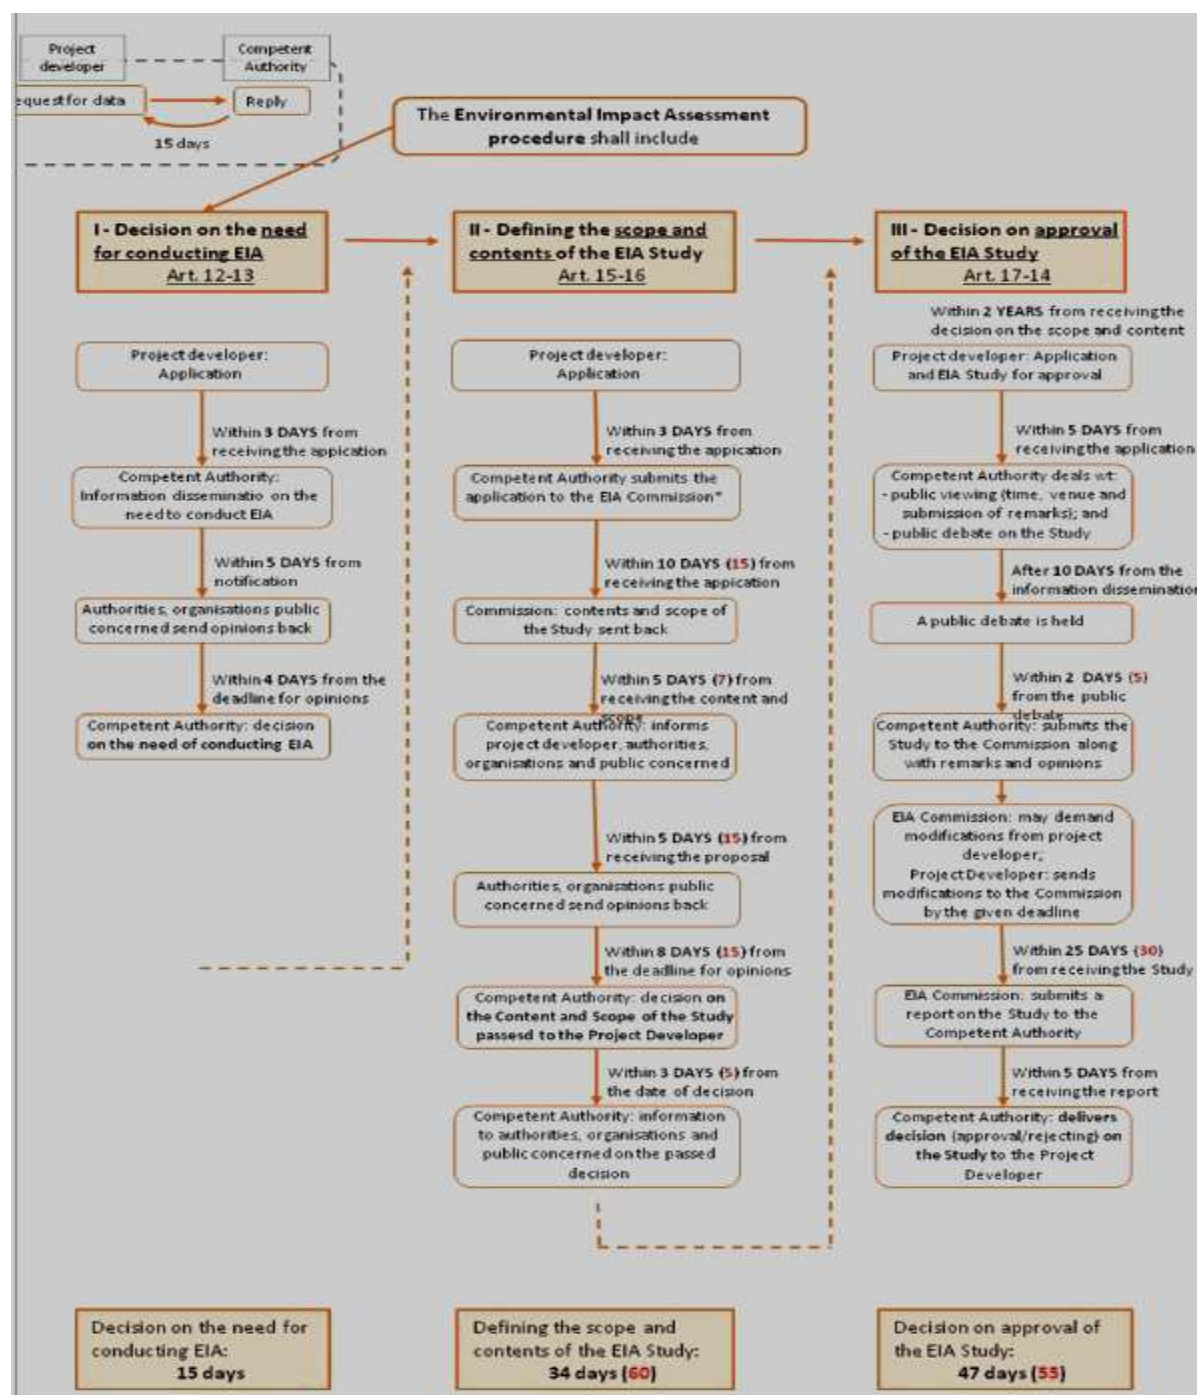 Project
developer
Competent
Authority
equest for data
Reply
15 days
The Environmental Impact Assessment
procedure shall include
I - Decision on the need
for conducting EIA
Art. 12-13
II - Defining the scope and
contents of the EIA Study
Art. 15-16
III - Decision on approval
of the EIA Study
Art. 17-14
Within 2 YEARS from receiving the
decision on the scope and content
Project developer:
Application
Within 3 DAYS from
receiving the appication
Competent Authority:
Information disseminatio on the
need to conduct EIA
Within 5 DAYS from
notification
Authorities, organisations public
concerned send opinions back
Within 4 DAYS from the
deadline for opinions
Competent Authority: decision
on the need of conducting EIA
Project developer:
Application
Within 3 DAYS from
receiving the appication
Competent Authority submits the
application to the EIA Commission*
Within 10 DAYS (15) from
receiving the appication
Commission: contents and scope of
the Study sent back
Within 5 DAYS (7) from
receiving the content and
scope
Competent Authority: informs
project developer, authorities,
organisations and public concerned
Within 5 DAYS (15) from
receiving the proposal
Authorities, organisations public
concerned send opinions back
Within 8 DAYS (15) from
the deadline for opinions
Competent Authority: decision on
the Content and Scope of the Study
passesd to the Project Developer
Within 3 DAYS (5) from
the date of decision
Competent Authority: information
to authorities, organisations and
public concerned on the passed
decision
Project developer: Application
and EIA Study for approval
Within 5 DAYS from
receiving the application
Competent Authority deals wt:
- public viewing (time, venue and
submission of remarks); and
- public debate on the Study
After 10 DAYS from the
information dissemination
A public debate is held
Within 2 DAYS (5)
from the public
debate
Competent Authority: submits the
Study to the Commission along
with remarks and opinions
EIA Commission: may demand
modifications from project
developer;
Project Developer: sends
modifications to the Commission
by the given deadline
Within 25 DAYS (30)
from receiving the Study
EIA Commission: submits a
report on the Study to the
Competent Authority
Within 5 DAYS from
receiving the report
Competent Authority: delivers
decision (approval/rejecting) on
the Study to the Project
Developer
Decision on the need for
conducting EIA:
15 days
Defining the scope and
contents of the EIA Study:
34 days (60)
Decision on approval of
the EIA Study:
47 days (55)